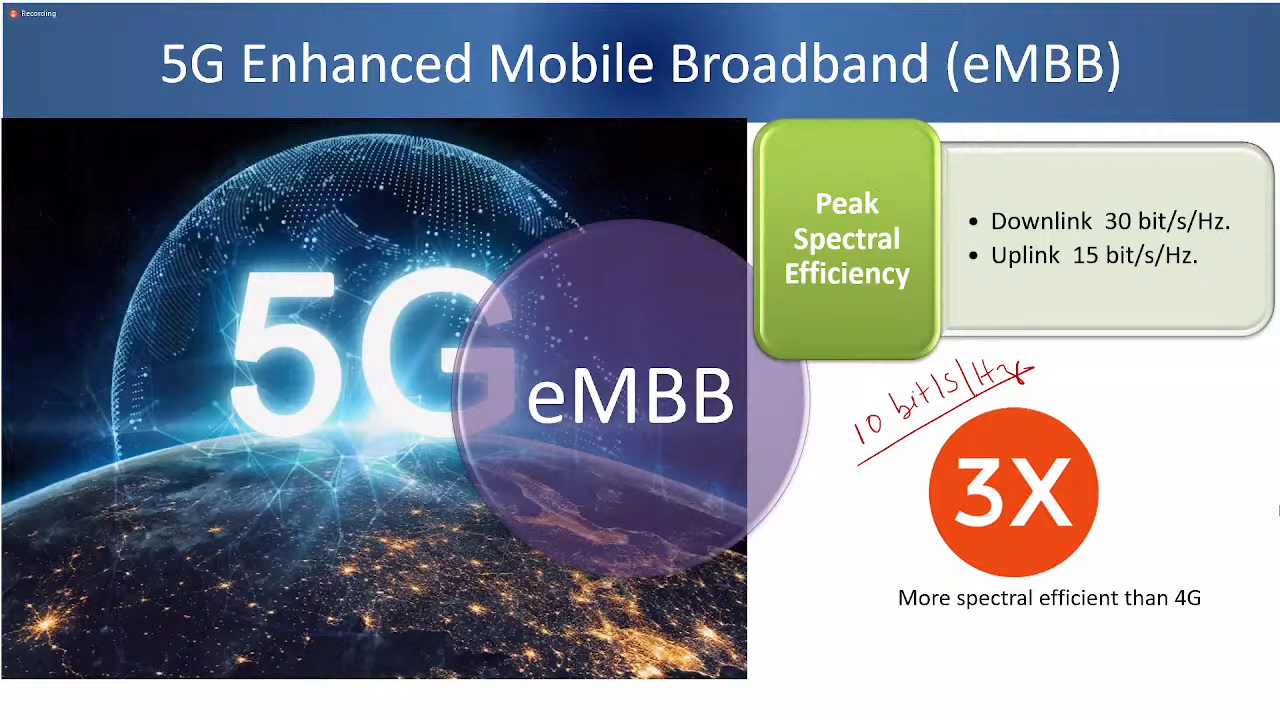 Recording
5G Enhanced Mobile Broadband (eMBB)
5G
eMBB
Peak
Spectral
Efficiency
• Downlink 30 bit/s/Hz.
• Uplink 15 bit/s/Hz.
10 bit/s/Hz
3X
More spectral efficient than 4G